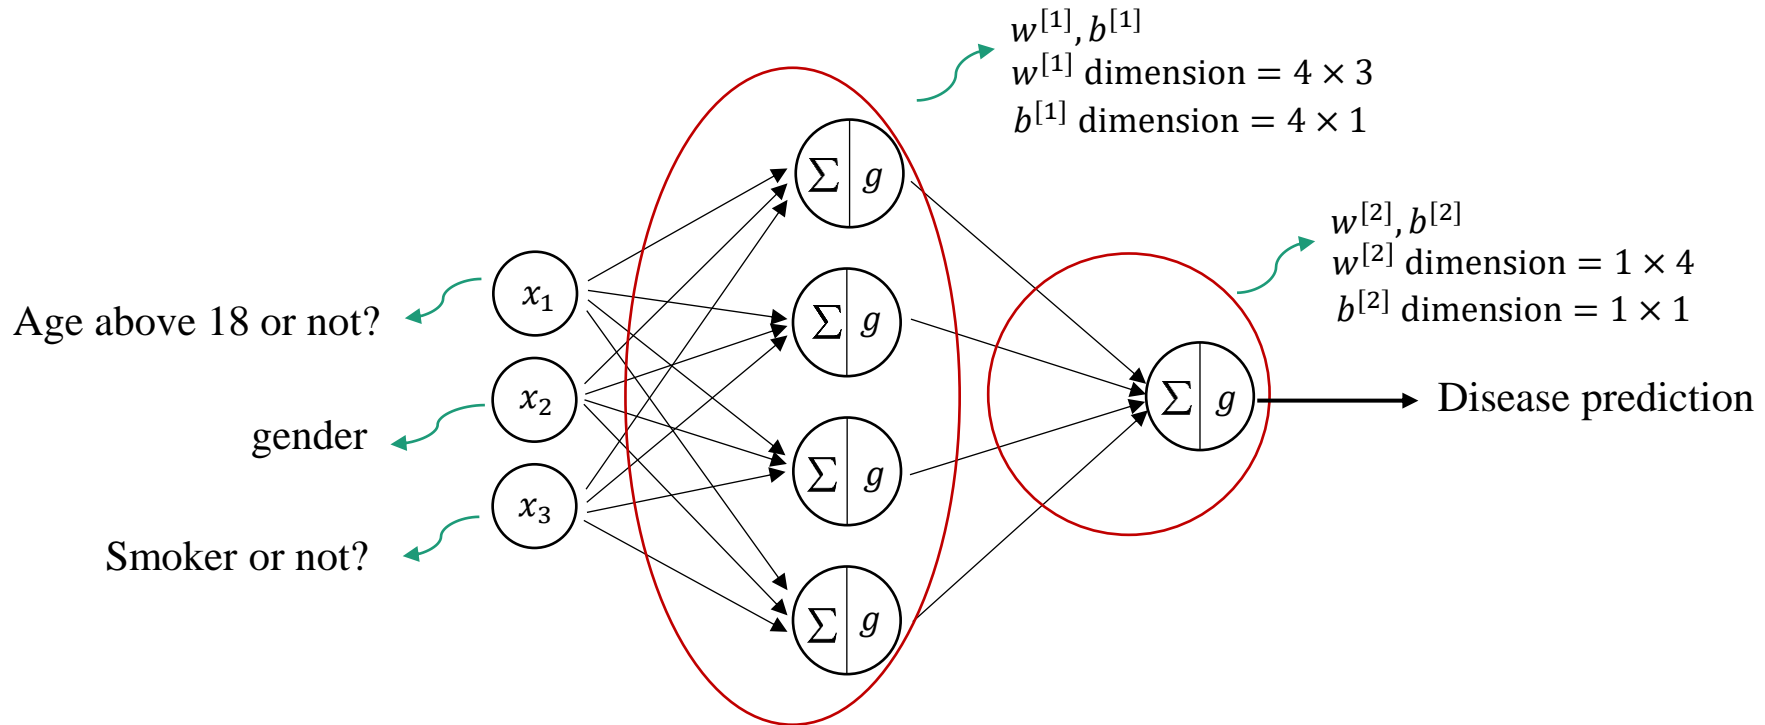 w^[1], b^[1]
w^[1] dimension = 4 × 3
b^[1] dimension = 4 × 1
Σ g
w^[2], b^[2]
w^[2] dimension = 1 × 4
b^[2] dimension = 1 × 1
x₁
Age above 18 or not?
Σ g
x₂
gender
Σ g
Disease prediction
Σ g
x₃
Smoker or not?
Σ g